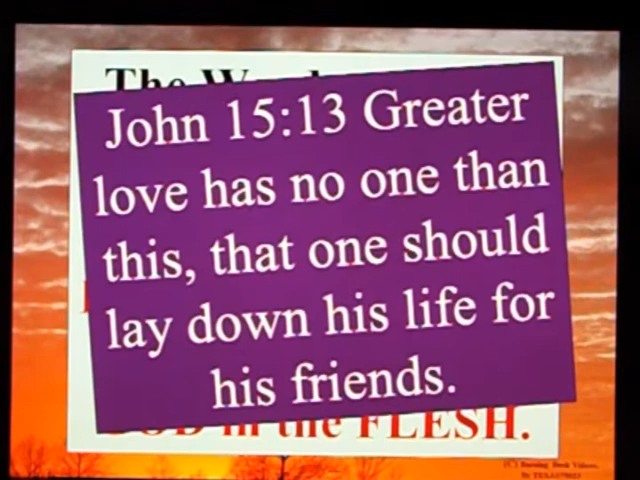 The
John 15:13 Greater
love has no one than
this, that one should
lay down his life for
his friends.
in the FLESH.